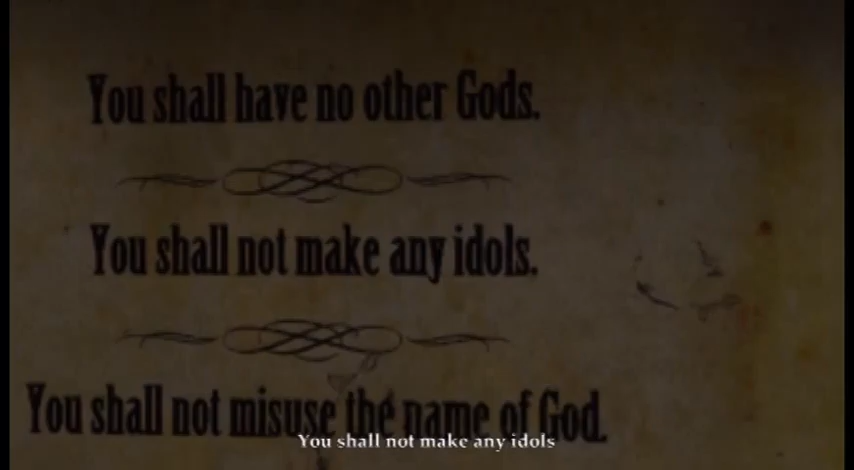 You shall have no other Gods.
You shall not make any idols.
You shall not misuse the name of God.
You shall not make any idols